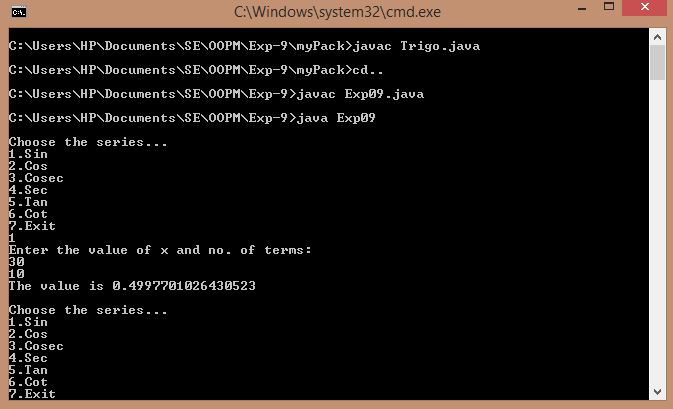 C:\Windows\system32\cmd.exe
C:\Users\HP\Documents\SE\OOPM\Exp-9\myPack>javac Trigo.java
C:\Users\HP\Documents\SE\OOPM\Exp-9\myPack>cd..
C:\Users\HP\Documents\SE\OOPM\Exp-9>javac Exp09.java
C:\Users\HP\Documents\SE\OOPM\Exp-9>java Exp09
Choose the series...
1.Sin
2.Cos
3.Cosec
4.Sec
5.Tan
6.Cot
7.Exit
1
Enter the value of x and no. of terms:
30
10
The value is 0.4997701026430523
Choose the series...
1.Sin
2.Cos
3.Cosec
4.Sec
5.Tan
6.Cot
7.Exit